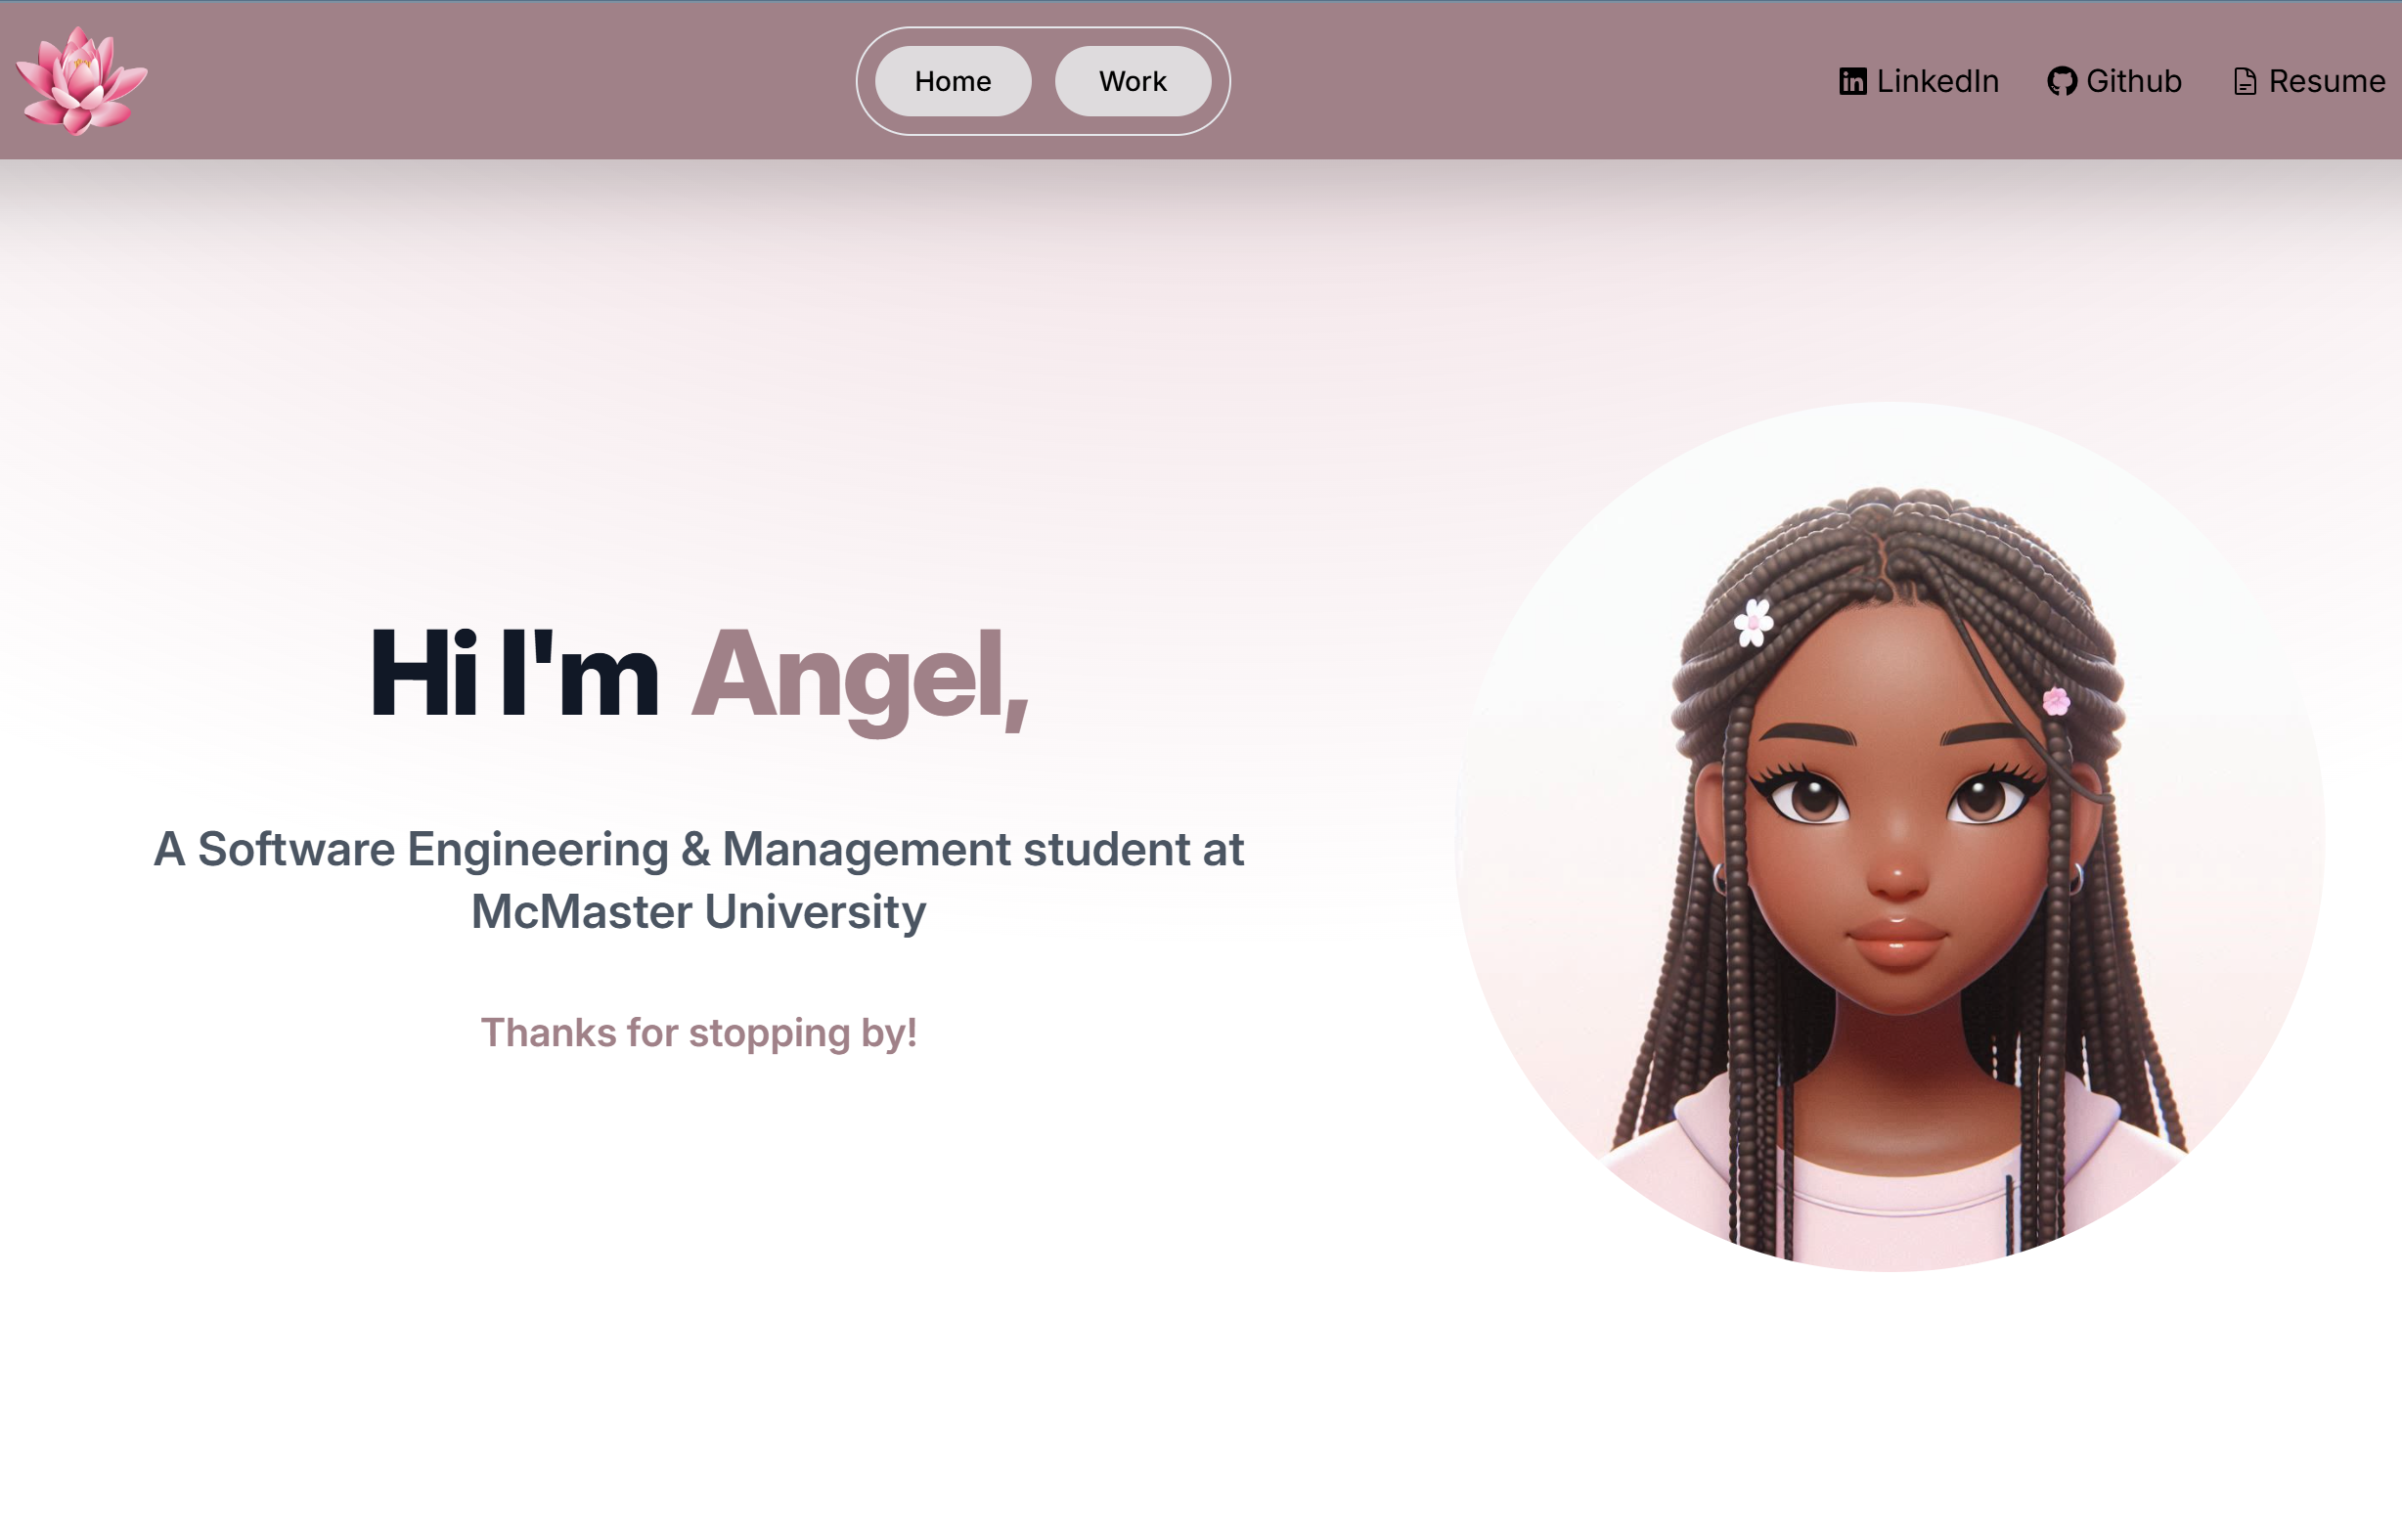 Home
Work
LinkedIn
Github
Resume
Hi I'm Angel,
A Software Engineering & Management student at
McMaster University
Thanks for stopping by!